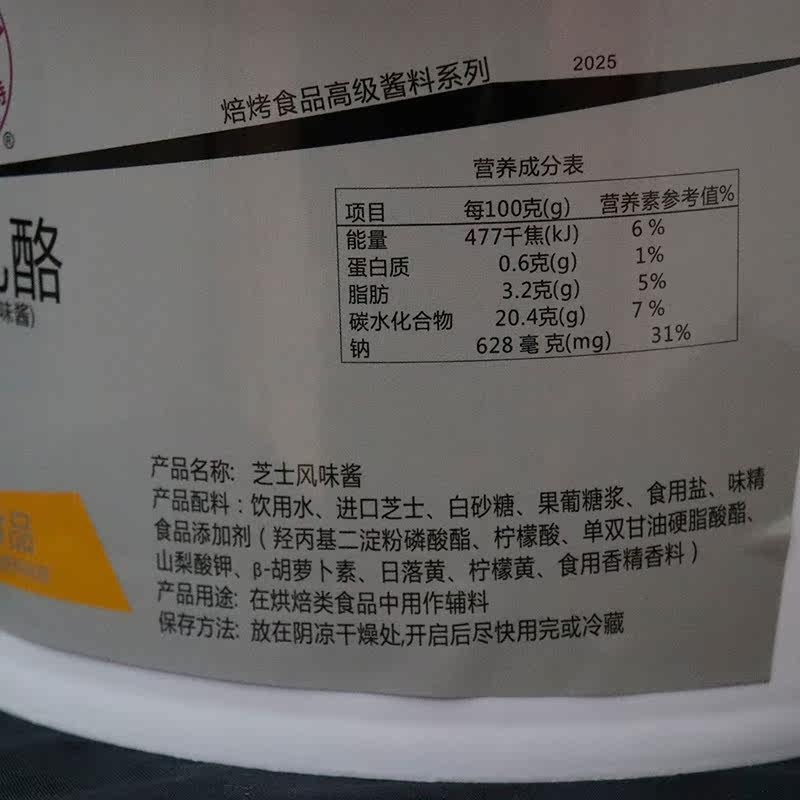 ®
焙烤食品高级酱料系列
2025
酪
味酱)
营养成分表
项目 每100克(g) 营养素参考值%
能量 477千焦(kJ) 6 %
蛋白质 0.6克(g) 1%
脂肪 3.2克(g) 5%
碳水化合物 20.4克(g) 7 %
钠 628 毫 克(mg) 31%
产品名称: 芝士风味酱
产品配料：饮用水、进口芝士、白砂糖、果葡糖浆、食用盐、味精
食品添加剂（羟丙基二淀粉磷酸酯、柠檬酸、单双甘油硬脂酸酯、
山梨酸钾、β-胡萝卜素、日落黄、柠檬黄、食用香精香料）
产品用途: 在烘焙类食品中用作辅料
保存方法: 放在阴凉干燥处,开启后尽快用完或冷藏
品